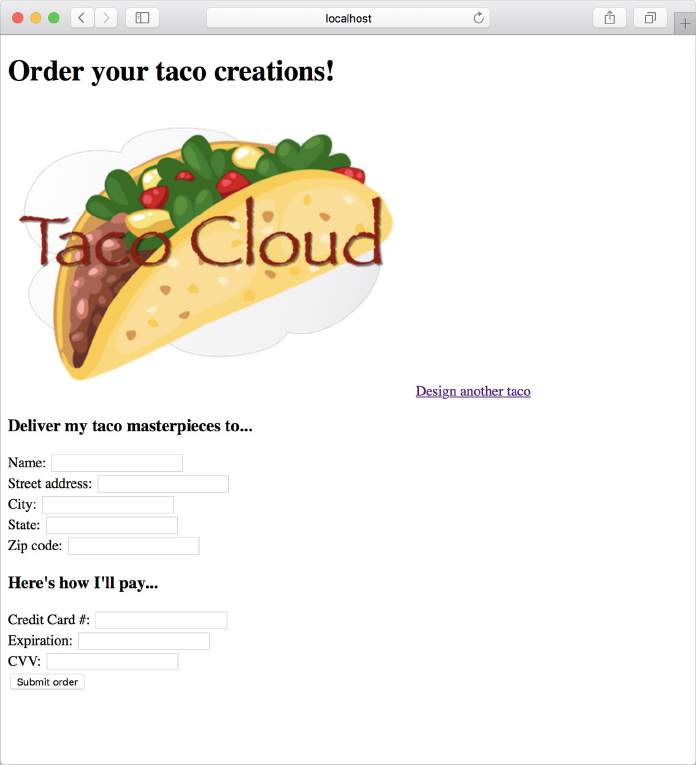 localhost
Order your taco creations!
Taco Cloud
Design another taco
Deliver my taco masterpieces to...
Name:
Street address:
City:
State:
Zip code:
Here's how I'll pay...
Credit Card #:
Expiration:
CVV:
Submit order